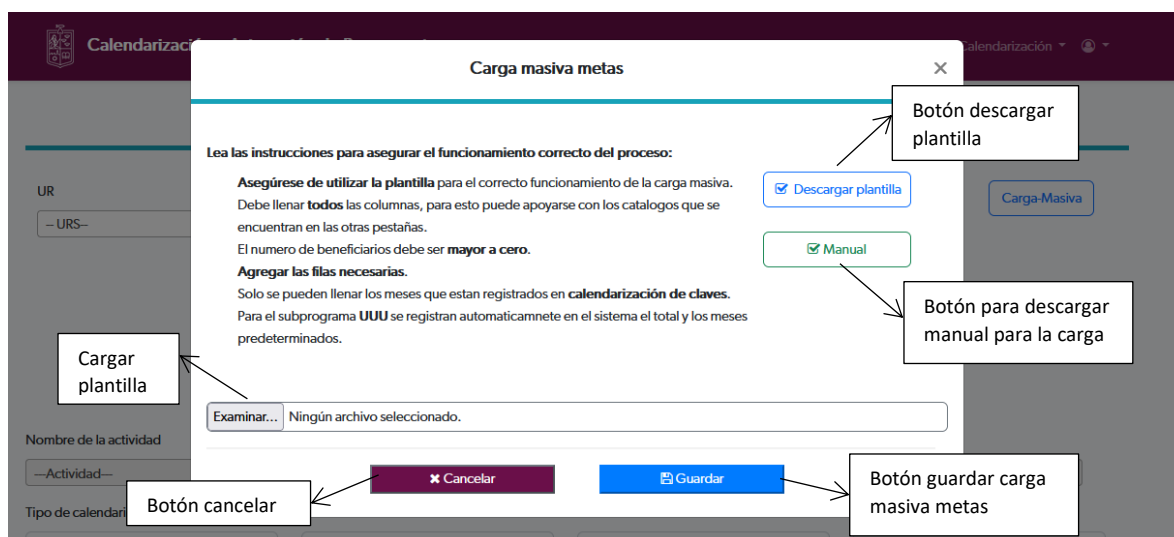 Calendarizac
Carga masiva metas
×
Calendarización
Botón descargar
plantilla
Lea las instrucciones para asegurar el funcionamiento correcto del proceso:
Asegúrese de utilizar la plantilla para el correcto funcionamiento de la carga masiva.
Debe llenar todos las columnas, para esto puede apoyarse con los catalogos que se
encuentran en las otras pestañas.
El numero de beneficiarios debe ser mayor a cero.
Agregar las filas necesarias.
Solo se pueden llenar los meses que estan registrados en calendarización de claves.
Para el subprograma UUU se registran automaticamnete en el sistema el total y los meses
predeterminados.
Descargar plantilla
Manual
UR
-- URS--
Carga-Masiva
Botón para descargar
manual para la carga
Cargar
plantilla
Examinar... Ningún archivo seleccionado.
Nombre de la actividad
---Actividad---
Cancelar
Guardar
Botón cancelar
Botón guardar carga
masiva metas
Tipo de calendari